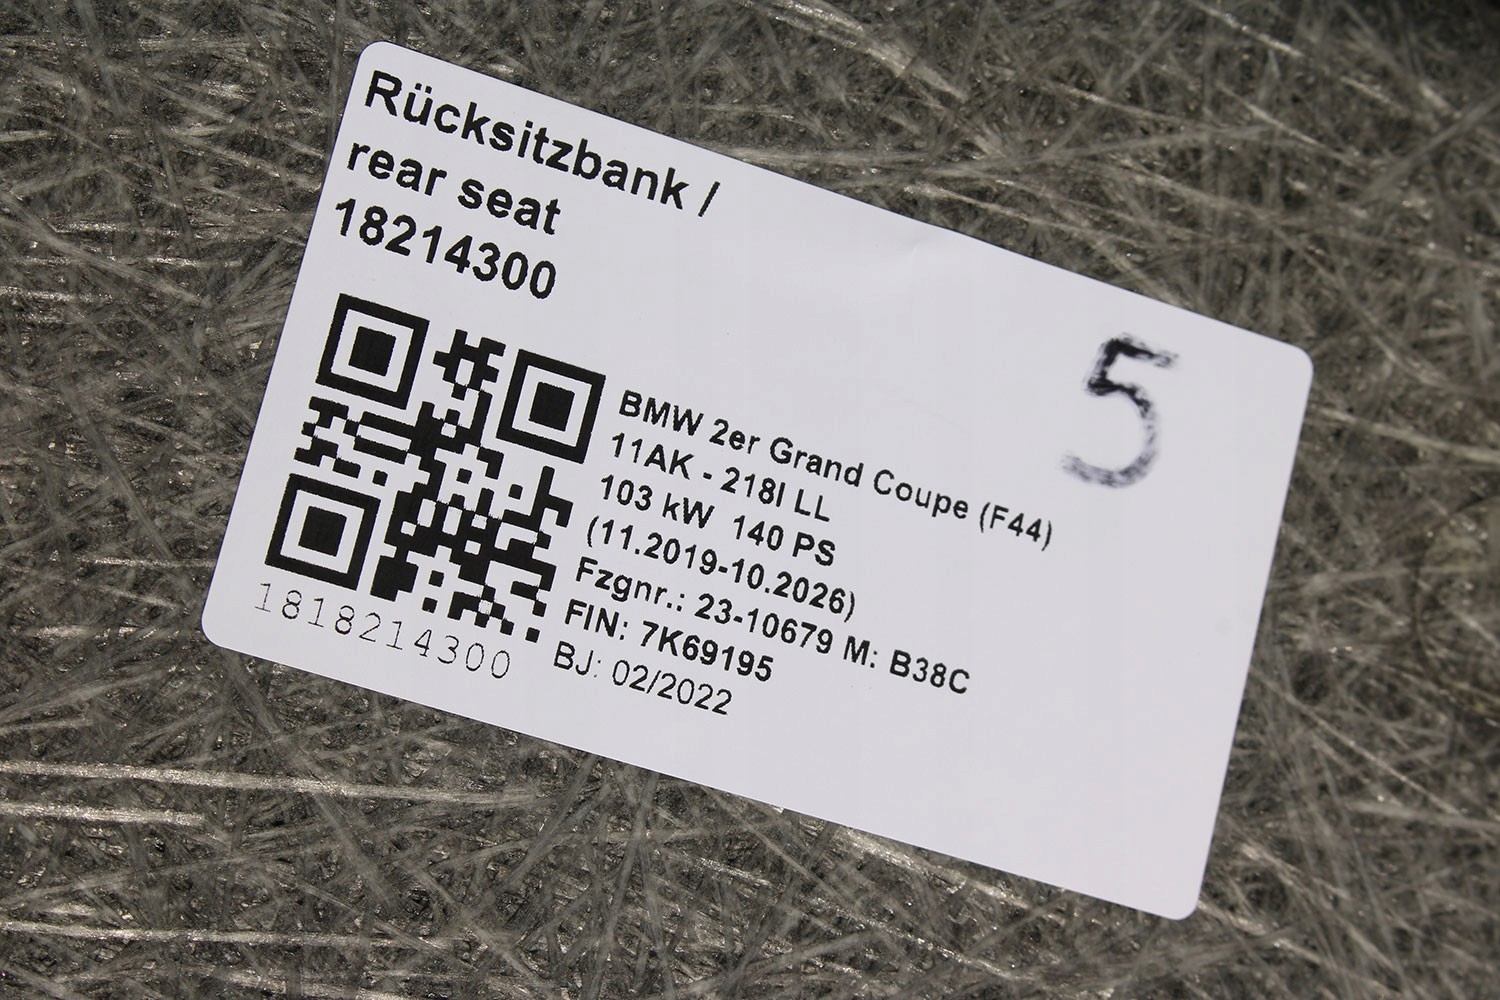 Rücksitzbank /
rear seat
18214300
5
BMW 2er Grand Coupe (F44)
11AK - 218I LL
103 kW 140 PS
(11.2019-10.2026)
Fzgnr.: 23-10679 M: B38C
FIN: 7K69195
BJ: 02/2022
1818214300